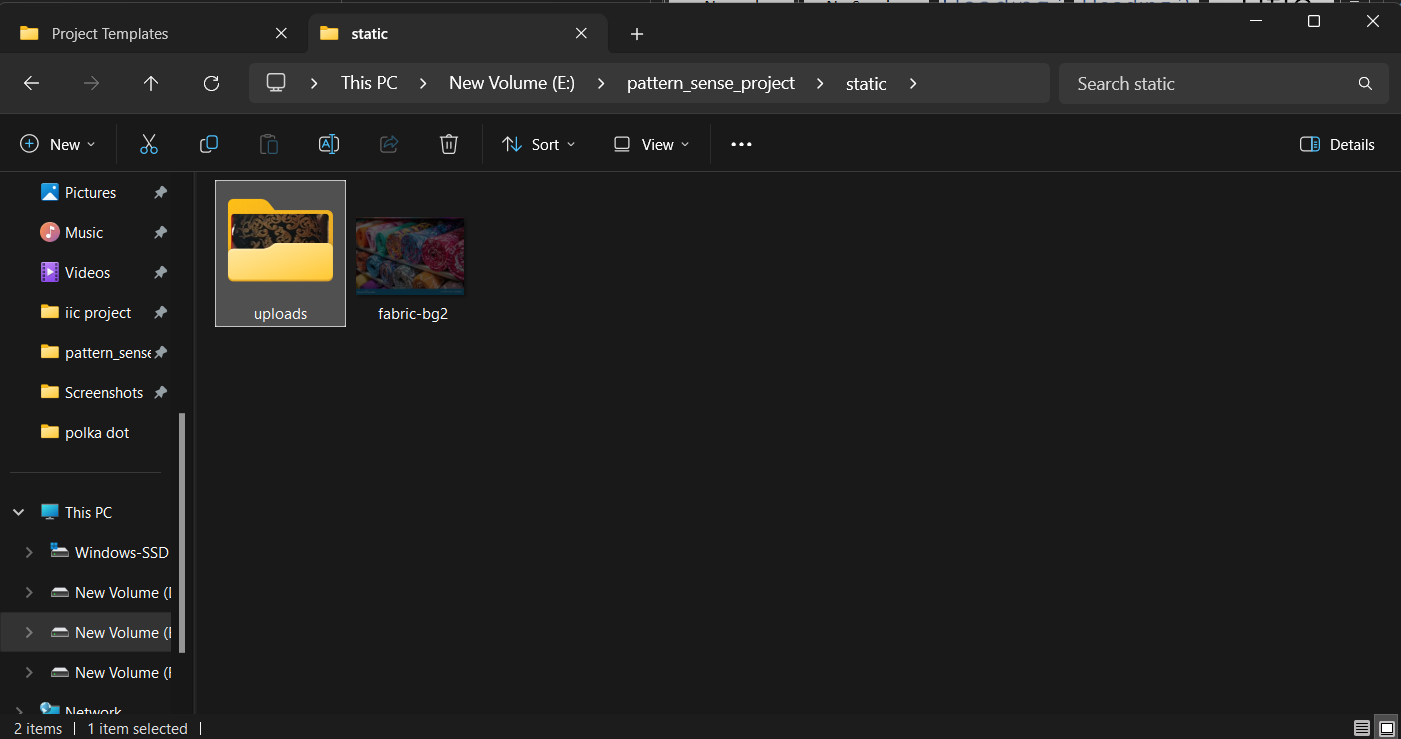 Project Templates
static
This PC
New Volume (E:)
pattern_sense_project
static
Search static
New
Sort
View
Details
Pictures
Music
Videos
iic project
pattern_sense
Screenshots
polka dot
This PC
Windows-SSD
New Volume (
New Volume (
New Volume (
Network
uploads
fabric-bg2
2 items
1 item selected